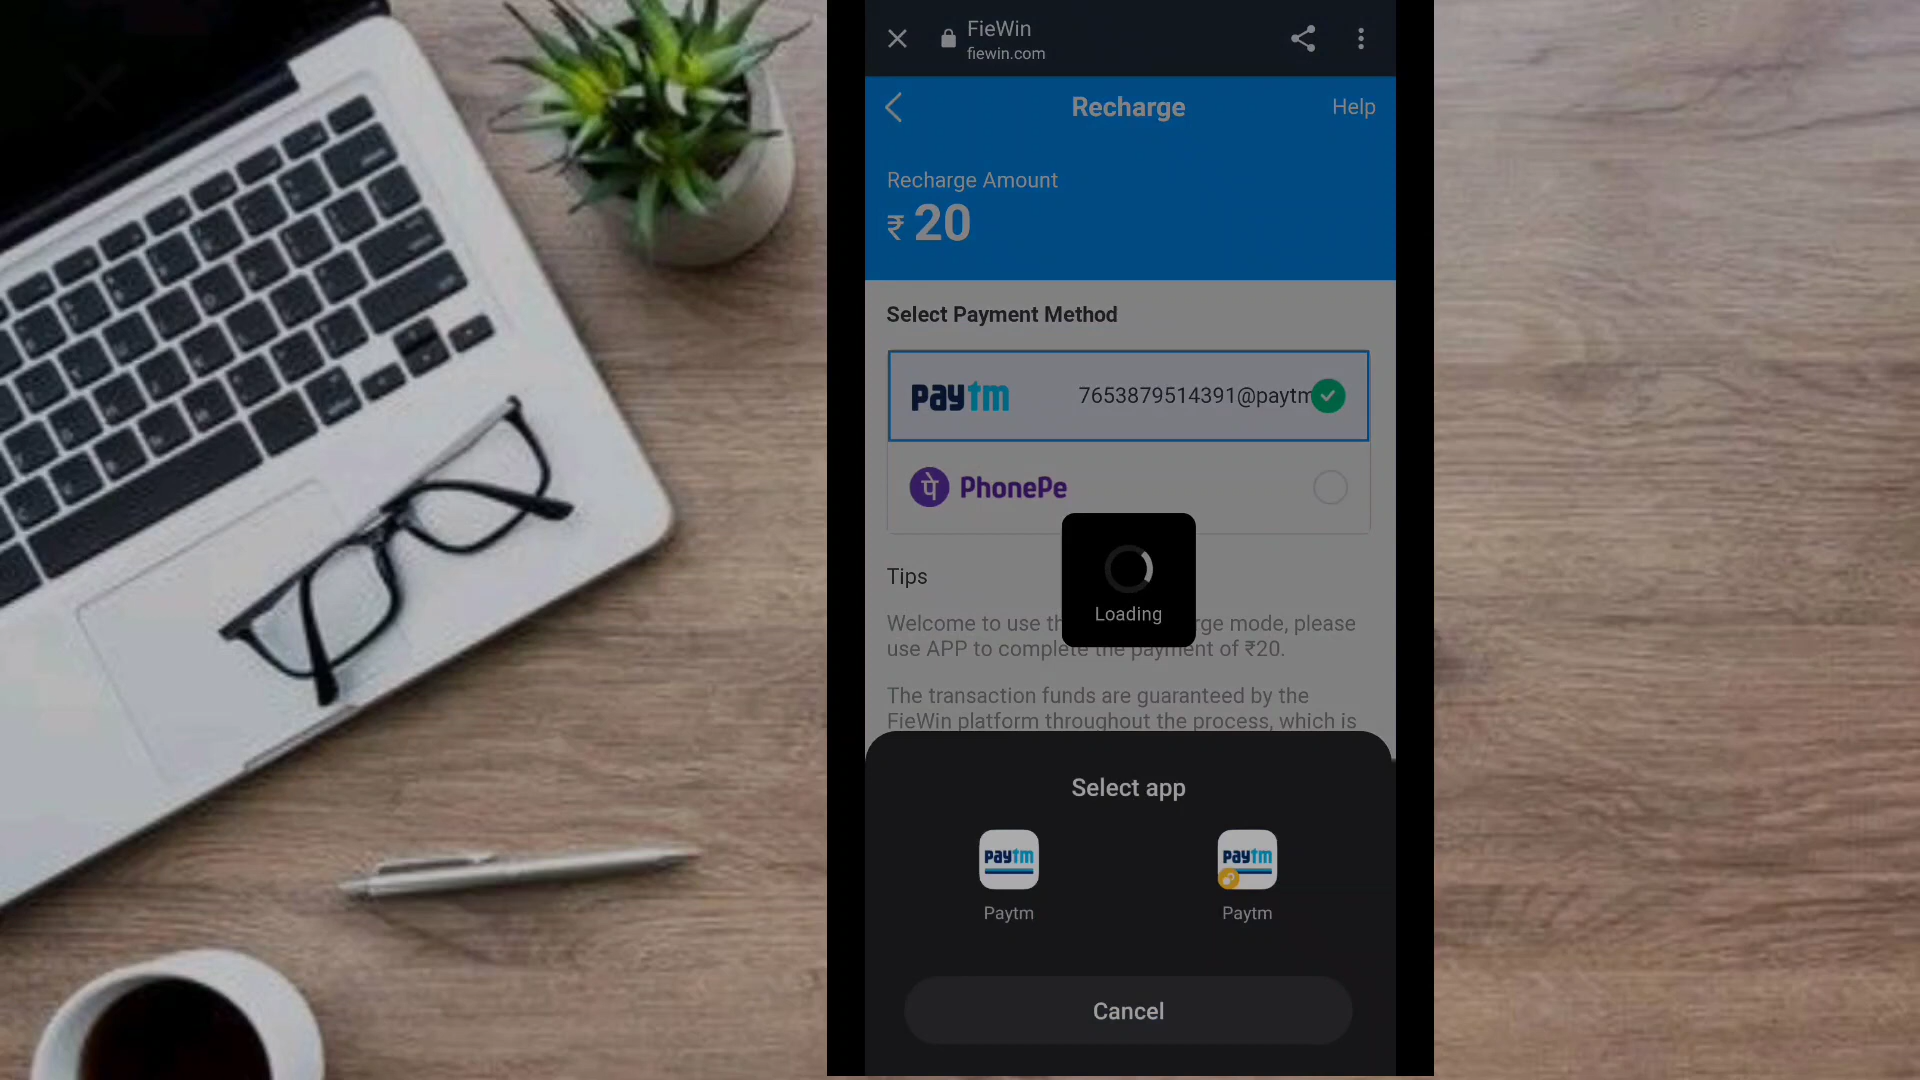 FieWin
fiewin.com
Recharge
Help
Recharge Amount
₹ 20
Select Payment Method
paytm
7653879514391@paytm
पे PhonePe
Loading
Tips
Welcome to use th rge mode, please
use APP to complete the payment of ₹20.
The transaction funds are guaranteed by the
FieWin platform throughout the process, which is
Select app
paytm
paytm
Paytm
Paytm
Cancel